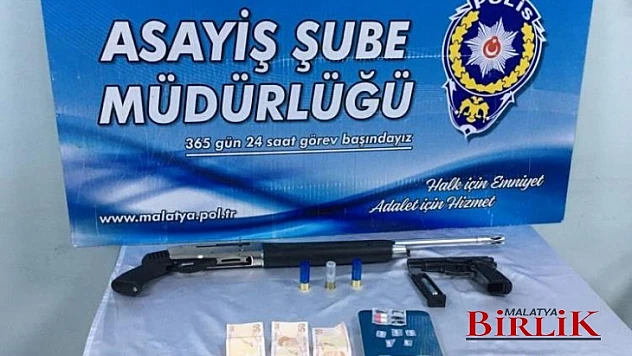 ASAYİŞ ŞUBE
MÜDÜRLÜĞÜ
365 gün 24 saat görev başındayız
POLİS
Halk için Emniyet
Adalet için Hizmet
www.malatya.pol.tr
50
MALATYA
BİRLİK